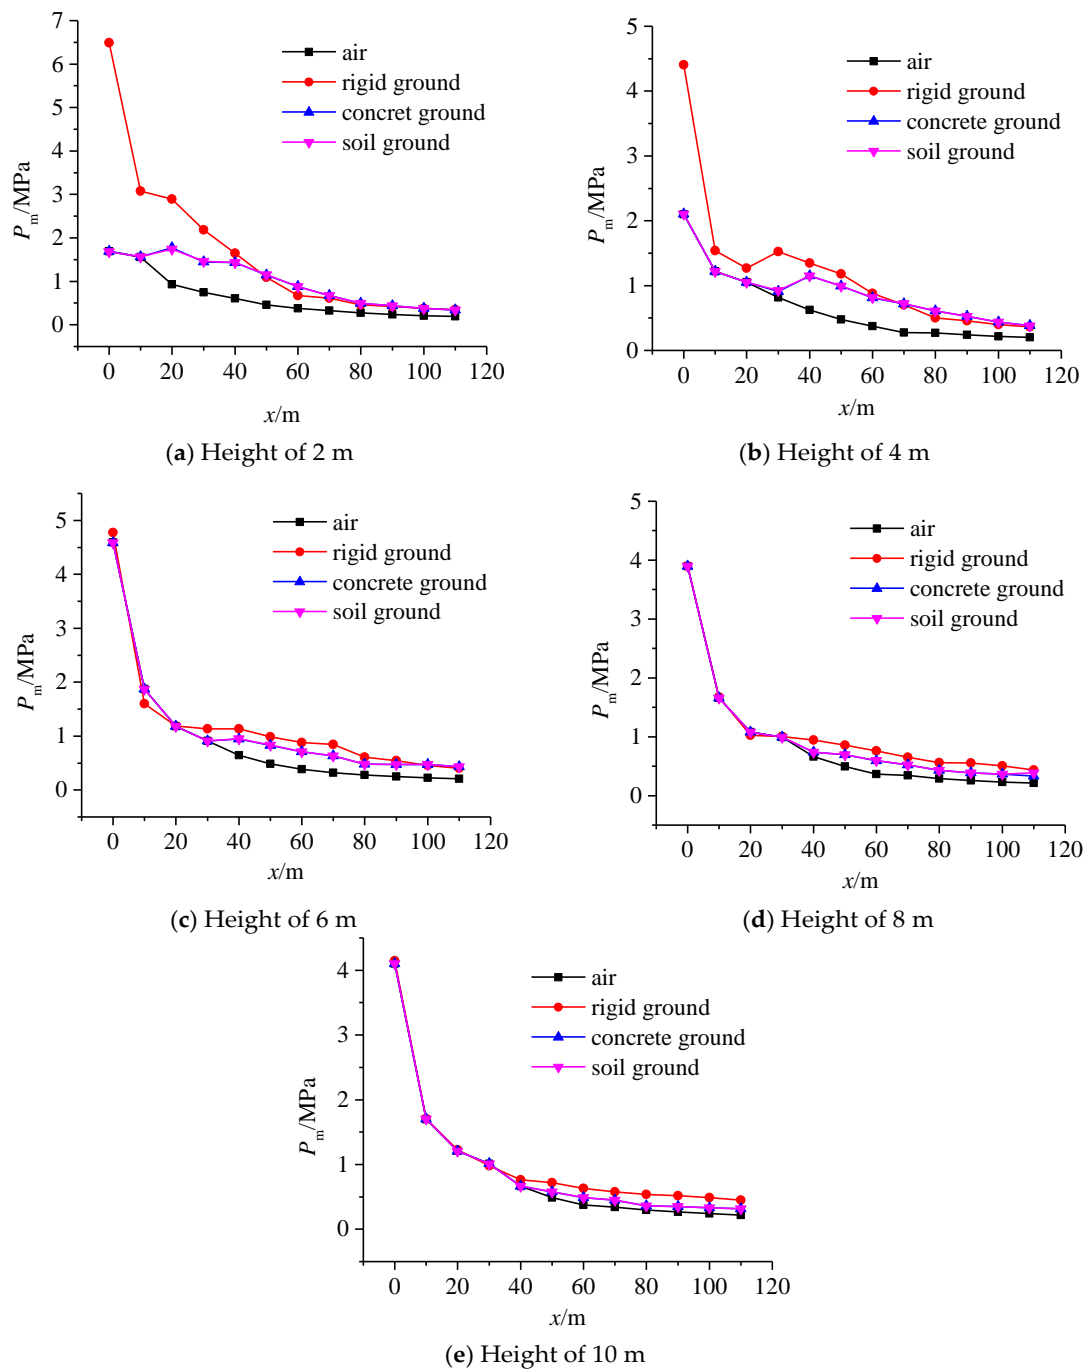 7
6
5
4
3
2
1
0
P_m/MPa
air
rigid ground
concret ground
soil ground
0 20 40 60 80 100 120
x/m
(a) Height of 2 m
5
4
3
2
1
0
P_m/MPa
air
rigid ground
concrete ground
soil ground
0 20 40 60 80 100 120
x/m
(b) Height of 4 m
5
4
3
2
1
0
P_m/MPa
air
rigid ground
concrete ground
soil ground
0 20 40 60 80 100 120
x/m
(c) Height of 6 m
5
4
3
2
1
0
P_m/MPa
air
rigid ground
concrete ground
soil ground
0 20 40 60 80 100 120
x/m
(d) Height of 8 m
4
3
2
1
0
P_m/MPa
air
rigid ground
concrete ground
soil ground
0 20 40 60 80 100 120
x/m
(e) Height of 10 m